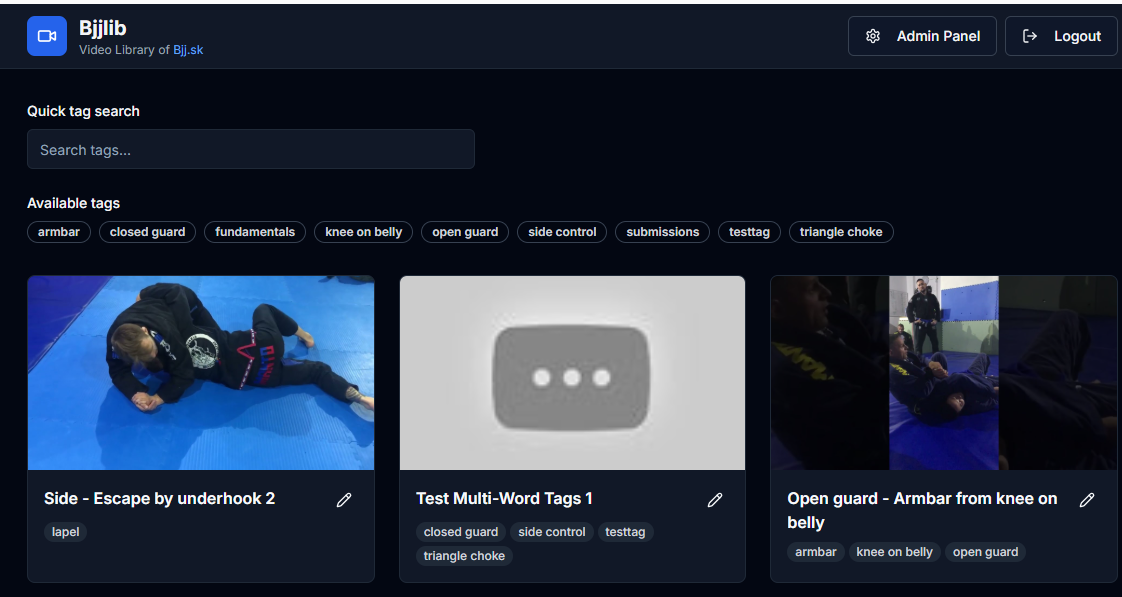 Bjjlib
Video Library of Bjj.sk
Admin Panel
Logout
Quick tag search
Search tags...
Available tags
armbar
closed guard
fundamentals
knee on belly
open guard
side control
submissions
testtag
triangle choke
Side - Escape by underhook 2
lapel
Test Multi-Word Tags 1
closed guard
side control
testtag
triangle choke
Open guard - Armbar from knee on
belly
armbar
knee on belly
open guard